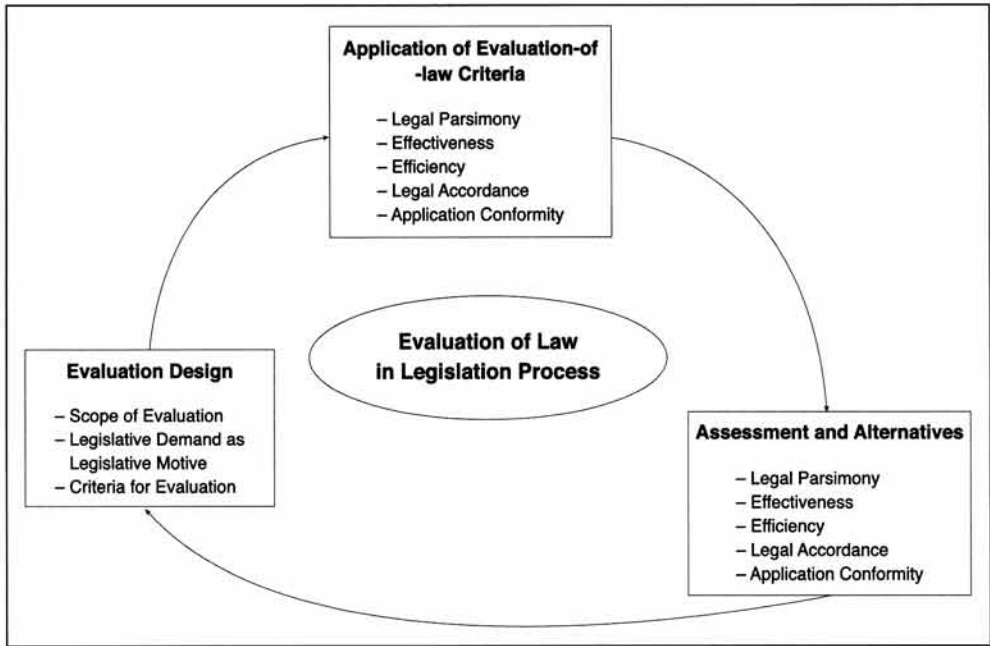 Application of Evaluation-of
-law Criteria
– Legal Parsimony
– Effectiveness
– Efficiency
– Legal Accordance
– Application Conformity
Evaluation of Law
in Legislation Process
Evaluation Design
– Scope of Evaluation
– Legislative Demand as
Legislative Motive
– Criteria for Evaluation
Assessment and Alternatives
– Legal Parsimony
– Effectiveness
– Efficiency
– Legal Accordance
– Application Conformity